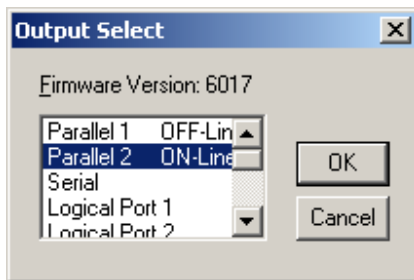 Output Select
Firmware Version: 6017
Parallel 1 OFF-Lin
Parallel 2 ON-Line
Serial
Logical Port 1
Logical Port 2
OK
Cancel